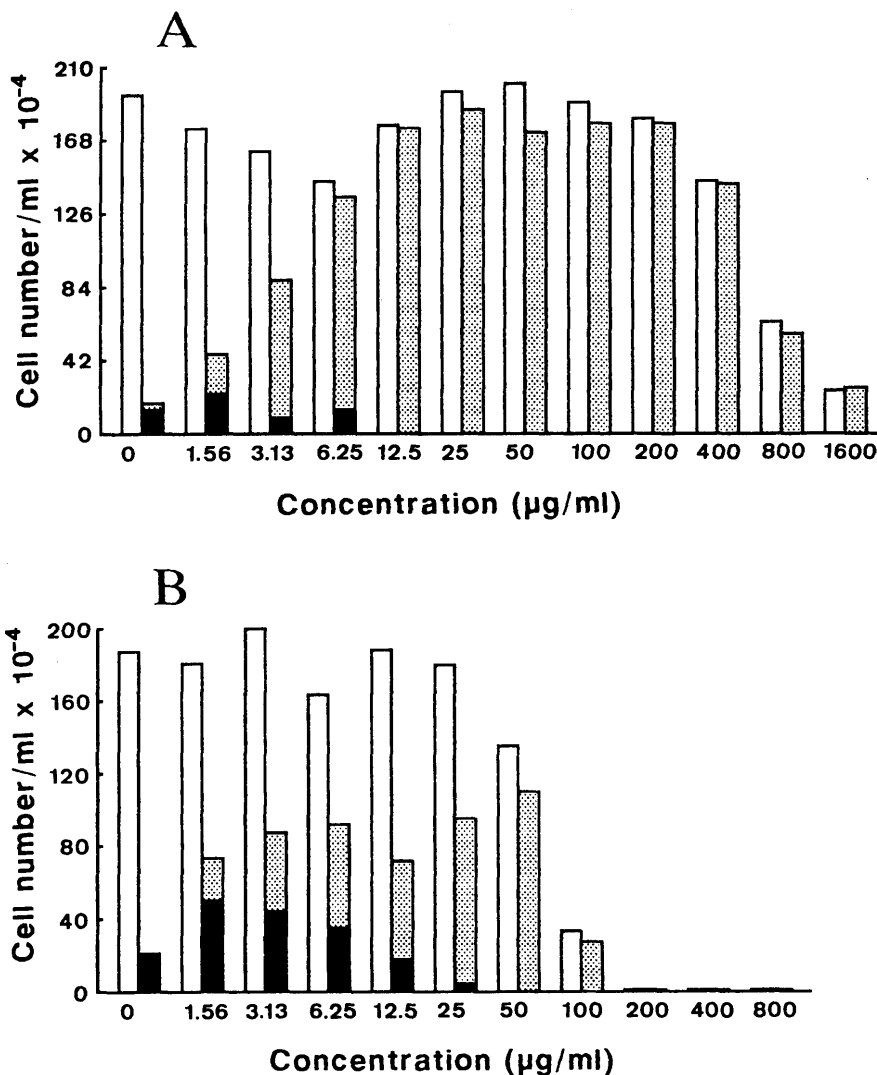 A
Cell number/ml x 10⁻⁴
210
168
126
84
42
0
0 1.56 3.13 6.25 12.5 25 50 100 200 400 800 1600
Concentration (µg/ml)
B
Cell number/ml x 10⁻⁴
200
160
120
80
40
0
0 1.56 3.13 6.25 12.5 25 50 100 200 400 800
Concentration (µg/ml)